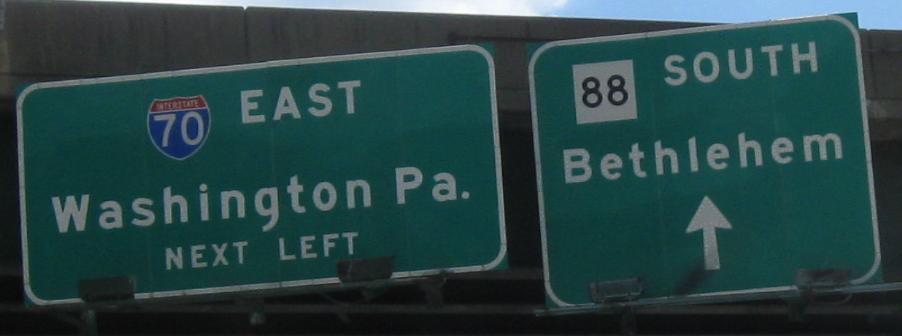 INTERSTATE
70 EAST
Washington Pa.
NEXT LEFT
88 SOUTH
Bethlehem